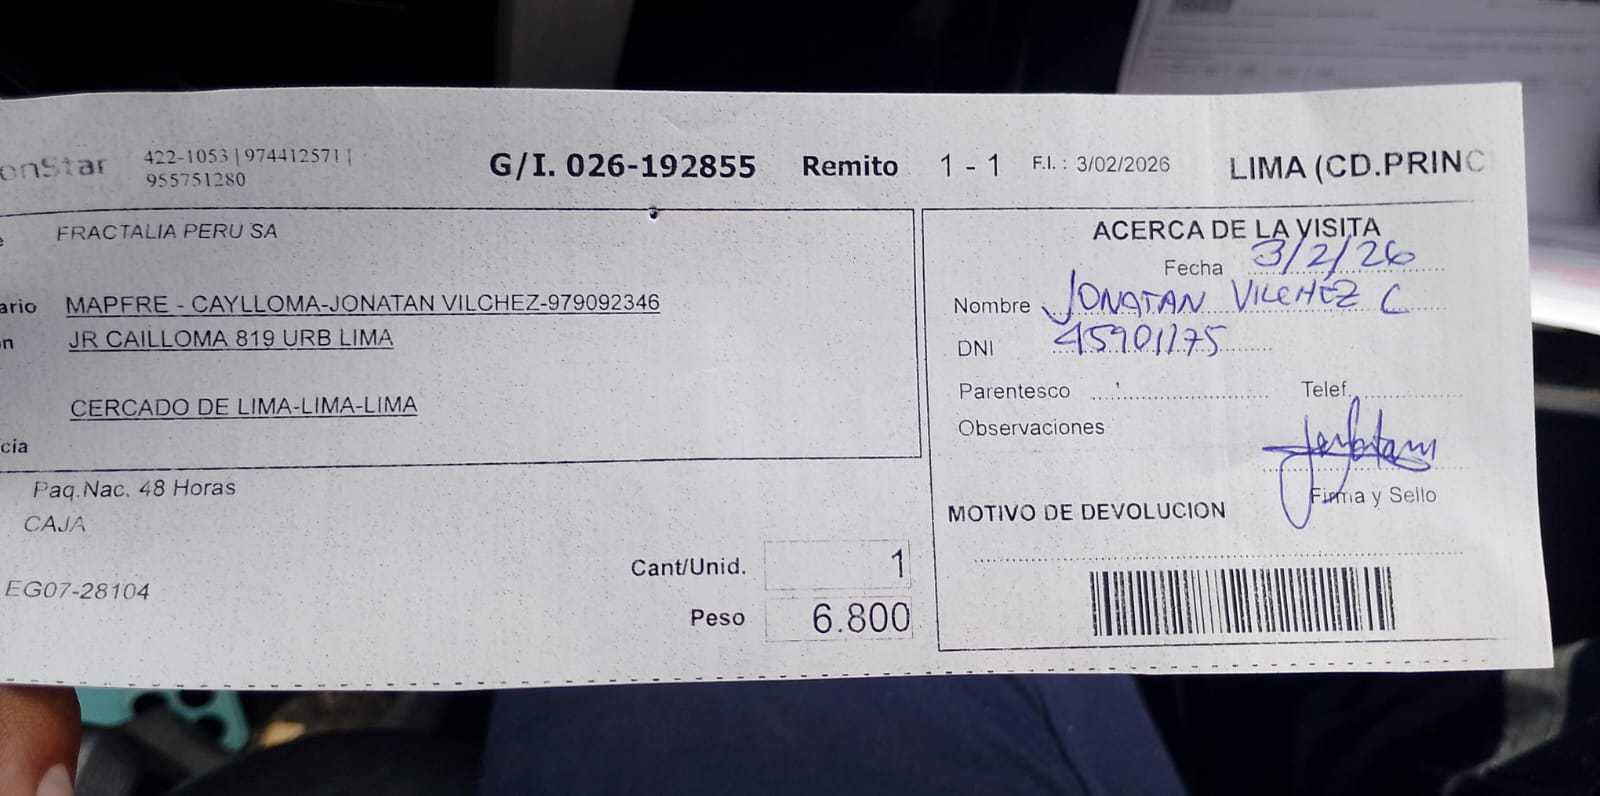 onStar
422-1053 | 974412571 |
955751280
G/I. 026-192855 Remito 1 - 1 F.I. : 3/02/2026 LIMA (CD.PRINC
FRACTALIA PERU SA
ario MAPFRE - CAYLLOMA-JONATAN VILCHEZ-979092346
on JR CAILLOMA 819 URB LIMA
CERCADO DE LIMA-LIMA-LIMA
cia
Paq.Nac. 48 Horas
CAJA
EG07-28104
Cant/Unid. 1
Peso 6.800
ACERCA DE LA VISITA
Fecha 3/2/26
Nombre JONATAN VILCHEZ C
DNI 45901175
Parentesco Telef.
Observaciones
Firma y Sello
MOTIVO DE DEVOLUCION